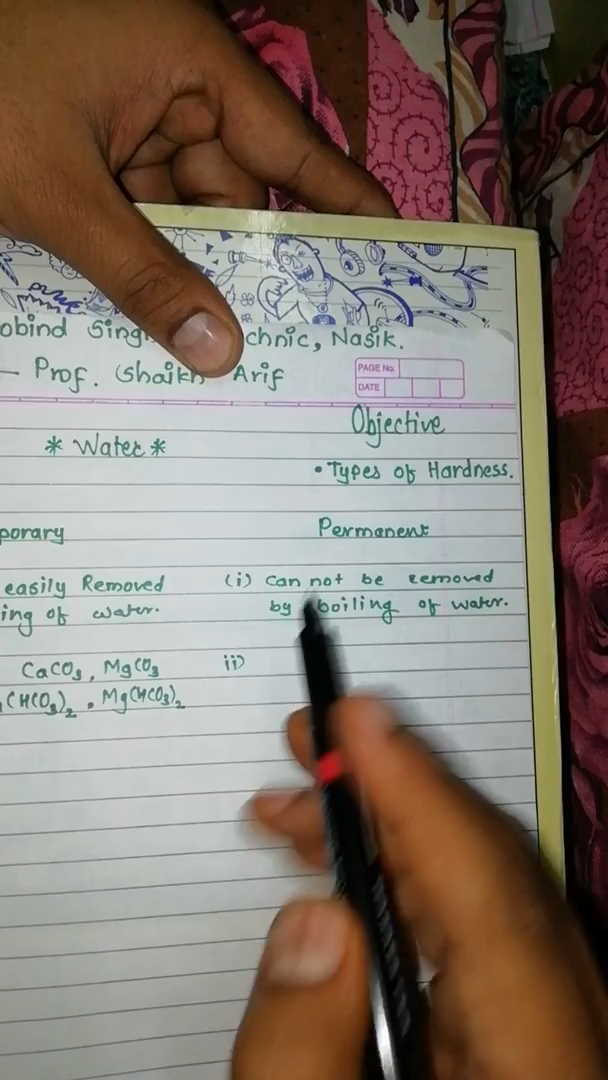 obind Singh chnic, Nasik.
— Prof. Shaikh Arif
PAGE No.
DATE
Objective
* Water *
• Types of Hardness.
porary Permanent
easily Removed (i) can not be removed
ing of water. by boiling of water.
CaCO3, MgCO3 ii)
(HCO3)2, Mg(HCO3)2